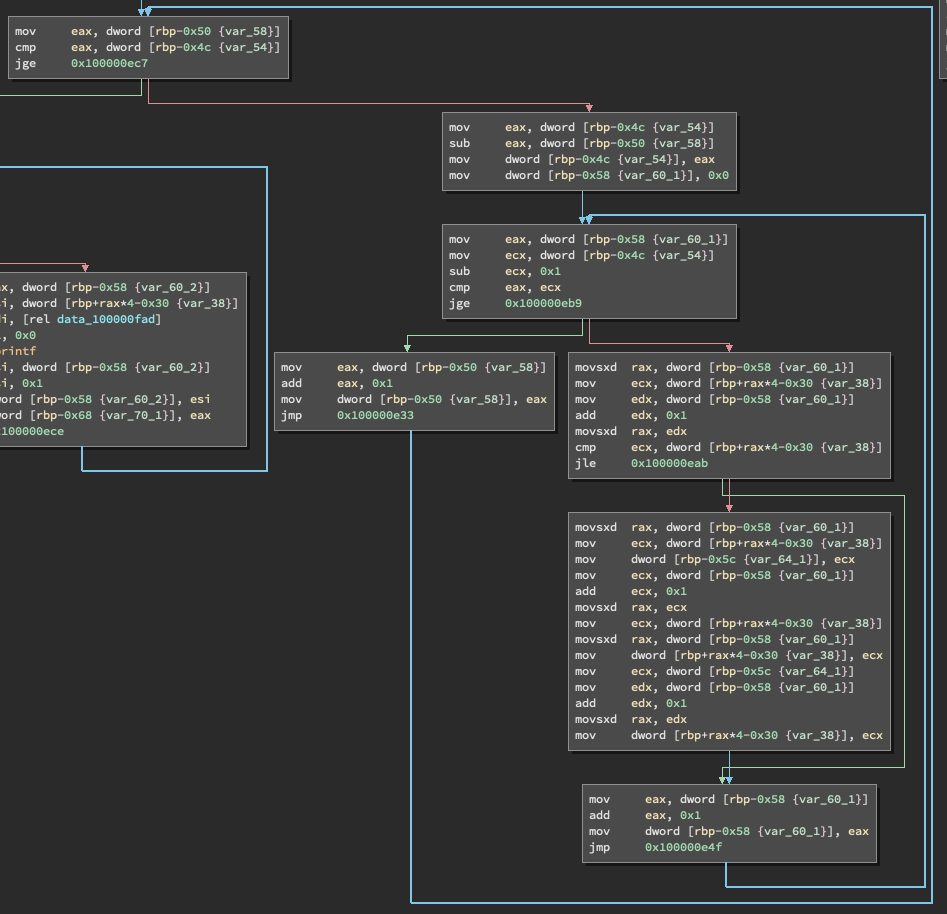 mov eax, dword [rbp-0x50 {var_58}]
cmp eax, dword [rbp-0x4c {var_54}]
jge 0x100000ec7
mov eax, dword [rbp-0x4c {var_54}]
sub eax, dword [rbp-0x50 {var_58}]
mov dword [rbp-0x4c {var_54}], eax
mov dword [rbp-0x58 {var_60_1}], 0x0
mov eax, dword [rbp-0x58 {var_60_1}]
mov ecx, dword [rbp-0x4c {var_54}]
sub ecx, 0x1
cmp eax, ecx
jge 0x100000eb9
x, dword [rbp-0x58 {var_60_2}]
i, dword [rbp+rax*4-0x30 {var_38}]
i, [rel data_100000fad]
, 0x0
rintf
i, dword [rbp-0x58 {var_60_2}]
i, 0x1
ord [rbp-0x58 {var_60_2}], esi
ord [rbp-0x68 {var_70_1}], eax
100000ece
mov eax, dword [rbp-0x50 {var_58}]
add eax, 0x1
mov dword [rbp-0x50 {var_58}], eax
jmp 0x100000e33
movsxd rax, dword [rbp-0x58 {var_60_1}]
mov ecx, dword [rbp+rax*4-0x30 {var_38}]
mov edx, dword [rbp-0x58 {var_60_1}]
add edx, 0x1
movsxd rax, edx
cmp ecx, dword [rbp+rax*4-0x30 {var_38}]
jle 0x100000eab
movsxd rax, dword [rbp-0x58 {var_60_1}]
mov ecx, dword [rbp+rax*4-0x30 {var_38}]
mov dword [rbp-0x5c {var_64_1}], ecx
mov ecx, dword [rbp-0x58 {var_60_1}]
add ecx, 0x1
movsxd rax, ecx
mov ecx, dword [rbp+rax*4-0x30 {var_38}]
movsxd rax, dword [rbp-0x58 {var_60_1}]
mov dword [rbp+rax*4-0x30 {var_38}], ecx
mov ecx, dword [rbp-0x5c {var_64_1}]
mov edx, dword [rbp-0x58 {var_60_1}]
add edx, 0x1
movsxd rax, edx
mov dword [rbp+rax*4-0x30 {var_38}], ecx
mov eax, dword [rbp-0x58 {var_60_1}]
add eax, 0x1
mov dword [rbp-0x58 {var_60_1}], eax
jmp 0x100000e4f